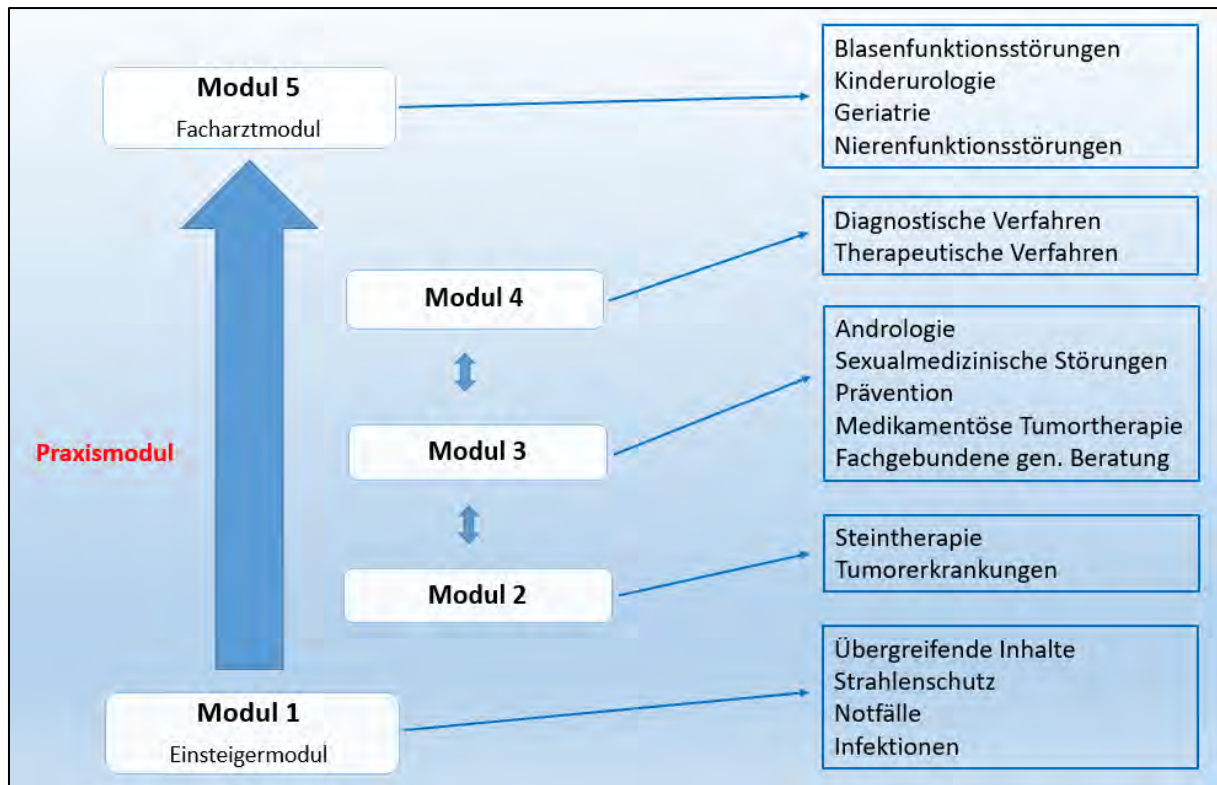 Modul 5
Facharztmodul
Blasenfunktionsstörungen
Kinderurologie
Geriatrie
Nierenfunktionsstörungen
Modul 4
Diagnostische Verfahren
Therapeutische Verfahren
Praxismodul
Modul 3
Andrologie
Sexualmedizinische Störungen
Prävention
Medikamentöse Tumortherapie
Fachgebundene gen. Beratung
Modul 2
Steintherapie
Tumorerkrankungen
Modul 1
Einsteigermodul
Übergreifende Inhalte
Strahlenschutz
Notfälle
Infektionen